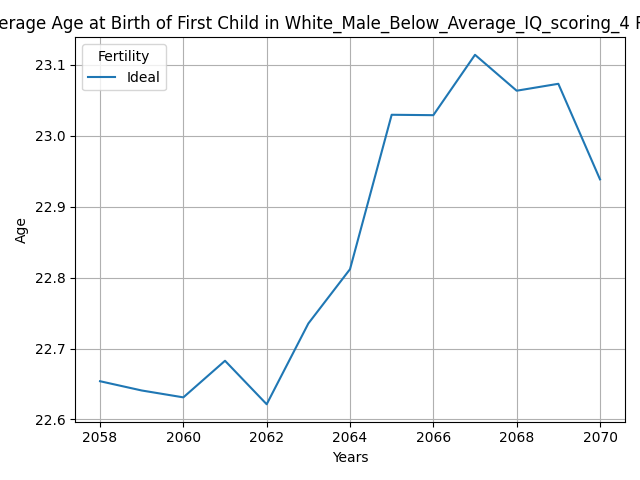 erage Age at Birth of First Child in White_Male_Below_Average_IQ_scoring_4
Fertility
Ideal
23.1
23.0
22.9
22.8
22.7
22.6
Age
2058 2060 2062 2064 2066 2068 2070
Years